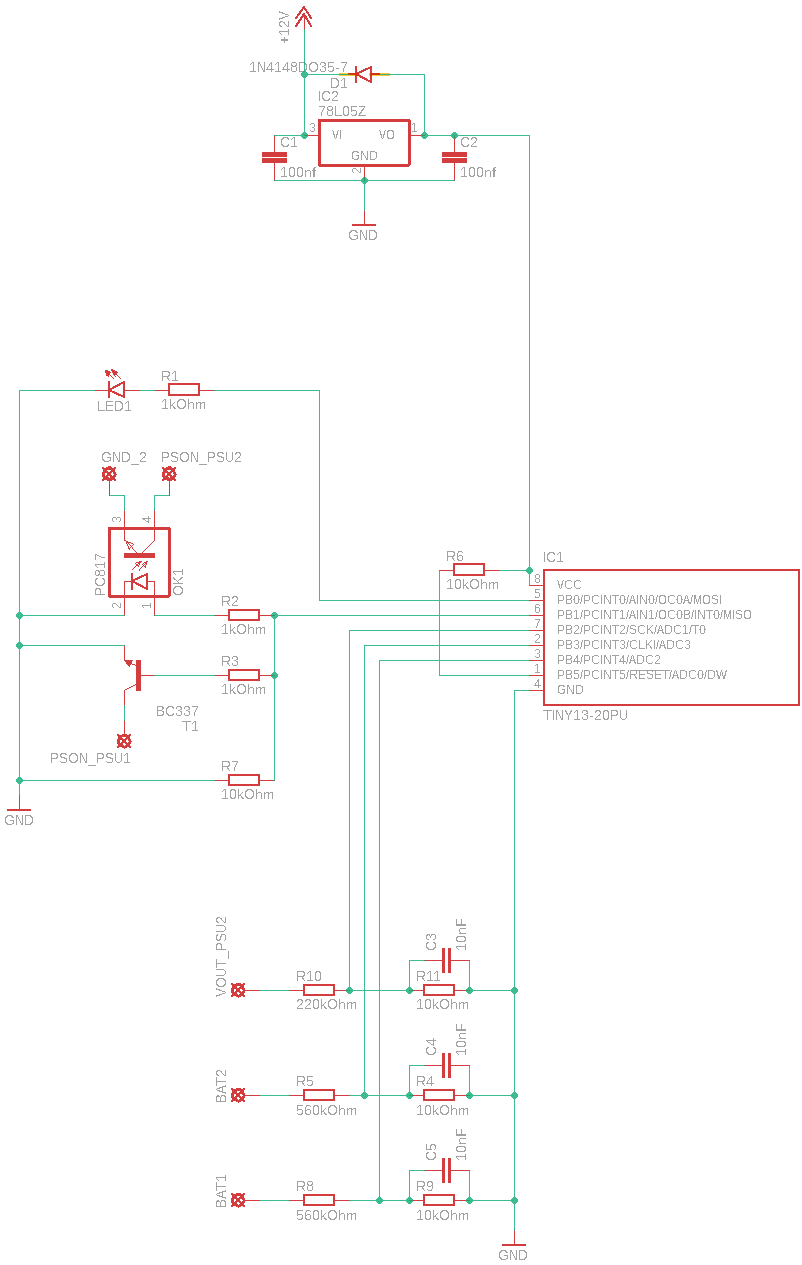 +12V
1N4148DO35-7
D1
IC2
78L05Z
3
VI
VO
1
GND
2
C1
100nf
C2
100nf
GND
R1
LED1
1kOhm
GND_2
PSON_PSU2
3
4
PC817
OK1
2
1
R2
1kOhm
R3
1kOhm
BC337
T1
PSON_PSU1
R7
10kOhm
GND
R6
10kOhm
IC1
8
VCC
5
PB0/PCINT0/AIN0/OC0A/MOSI
6
PB1/PCINT1/AIN1/OC0B/INT0/MISO
7
PB2/PCINT2/SCK/ADC1/T0
2
PB3/PCINT3/CLKI/ADC3
3
PB4/PCINT4/ADC2
1
PB5/PCINT5/RESET/ADC0/DW
4
GND
TINY13-20PU
VOUT_PSU2
R10
220kOhm
C3
10nF
R11
10kOhm
BAT2
R5
560kOhm
C4
10nF
R4
10kOhm
BAT1
R8
560kOhm
C5
10nF
R9
10kOhm
GND